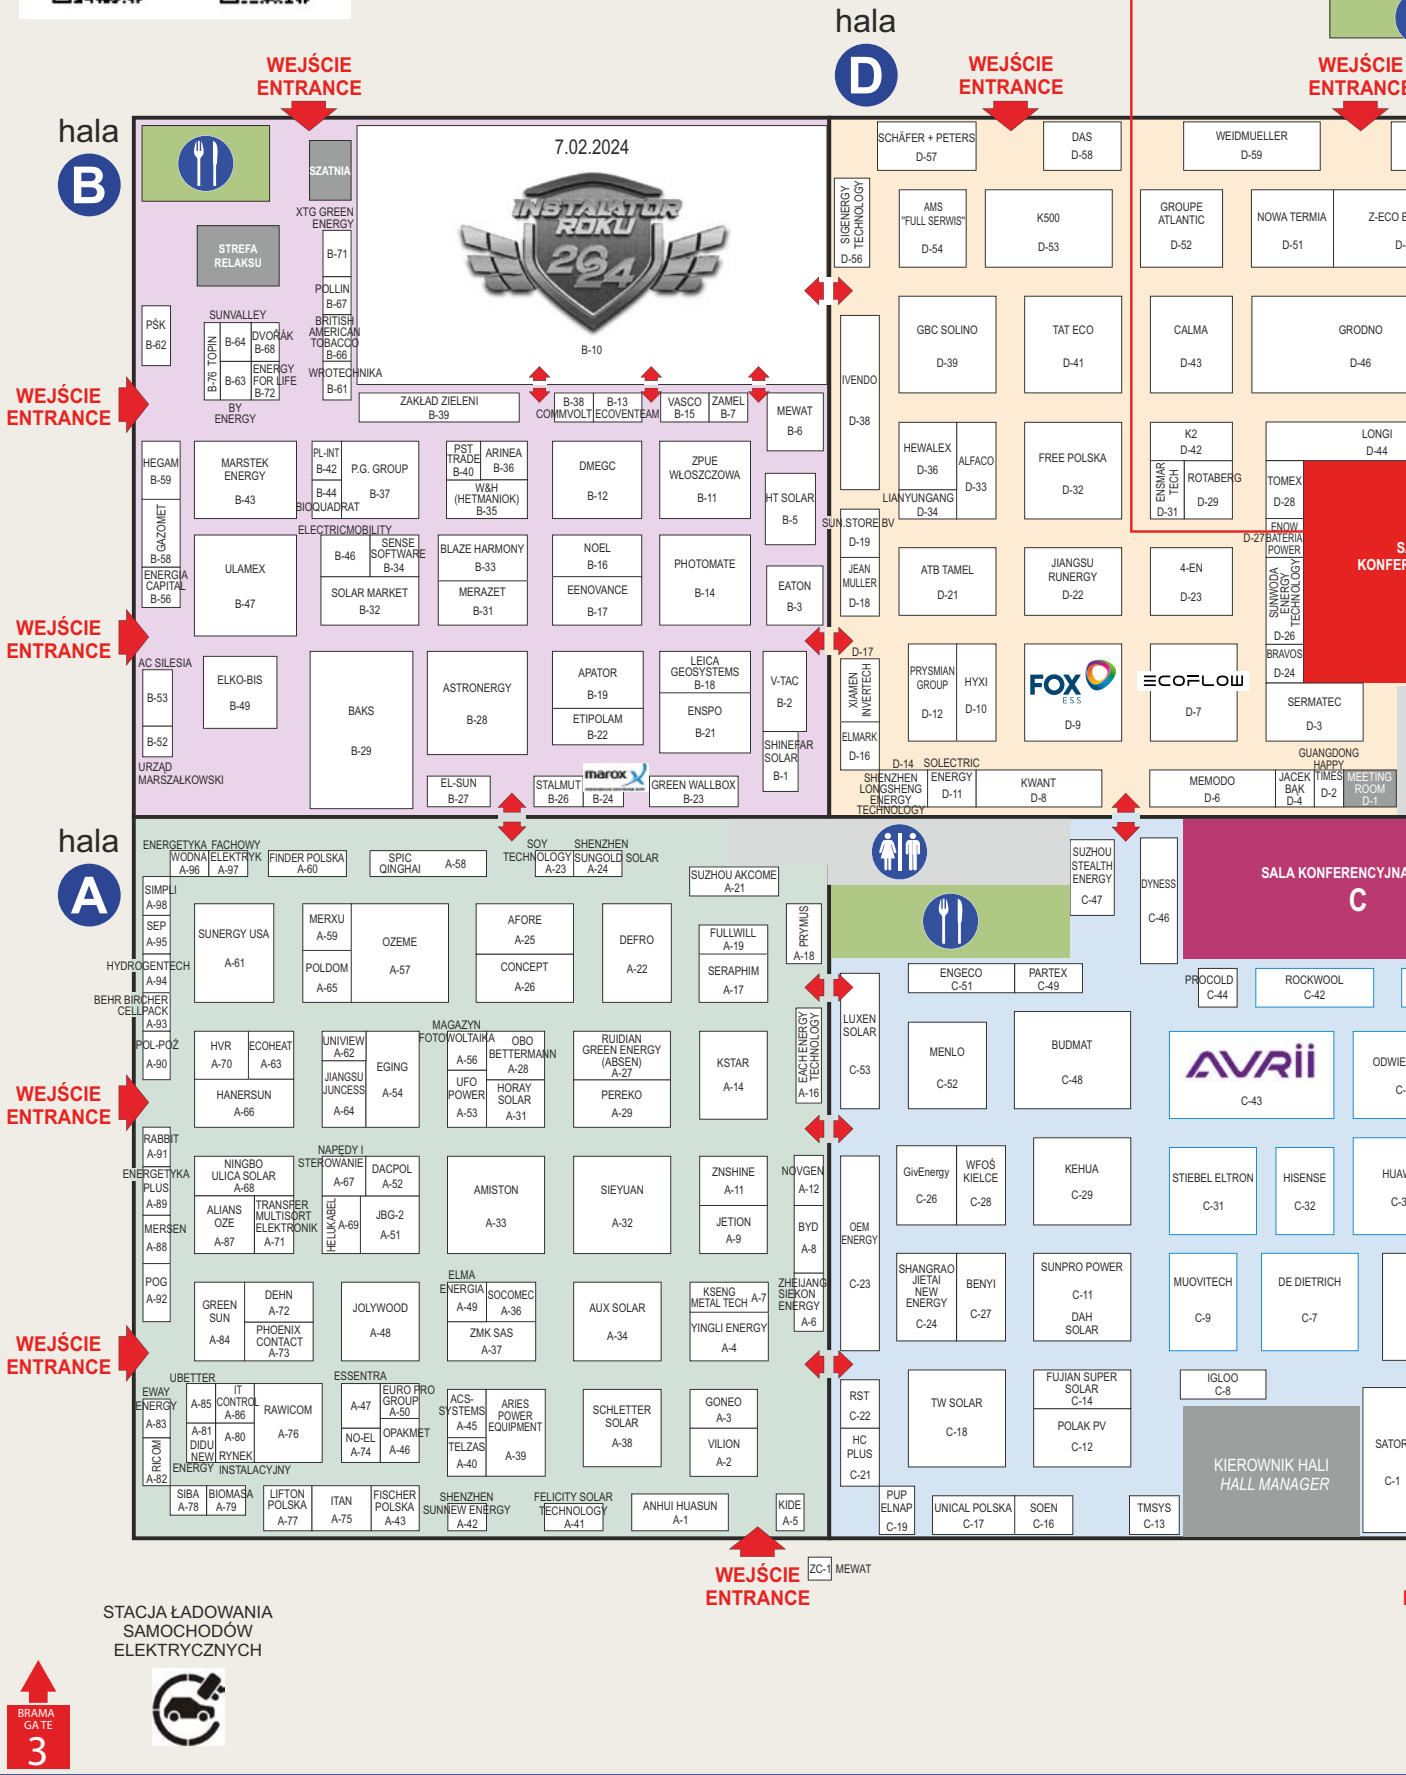 hala
B
WEJŚCIE
ENTRANCE
SZATNIA
XTG GREEN
ENERGY
B-71
STREFA
RELAKSU
POLLIN
B-67
BRITISH
AMERICAN
TOBACCO
B-66
WROTECHNIKA
B-61
PŚK
B-62
SUNVALLEY
B-76 TOPIN
B-64
DVOŘÁK
B-68
B-63
ENERGY
FOR LIFE
B-72
BY
ENERGY
7.02.2024
INSTALATOR
ROKU
2024
B-10
WEJŚCIE
ENTRANCE
ZAKŁAD ZIELENI
B-39
B-38
COMMVOLT
B-13
ECOVENTEAM
VASCO
B-15
ZAMEL
B-7
MEWAT
B-6
HEGAM
B-59
MARSTEK
ENERGY
B-43
PL-INT
B-42
B-44
BIOQUADRAT
P.G. GROUP
B-37
PST
TRADE
B-40
ARINEA
B-36
W&H
(HETMANIOK)
B-35
DMEGC
B-12
ZPUE
WŁOSZCZOWA
B-11
HT SOLAR
B-5
GAZOMET
B-58
ENERGIA
CAPITAL
B-56
ULAMEX
B-47
ELECTRICMOBILITY
B-46
SENSE
SOFTWARE
B-34
SOLAR MARKET
B-32
BLAZE HARMONY
B-33
MERAZET
B-31
NOEL
B-16
EENOVANCE
B-17
PHOTOMATE
B-14
EATON
B-3
WEJŚCIE
ENTRANCE
AC SILESIA
B-53
B-52
URZĄD
MARSZAŁKOWSKI
ELKO-BIS
B-49
BAKS
B-29
ASTRONERGY
B-28
APATOR
B-19
ETIPOLAM
B-22
LEICA
GEOSYSTEMS
B-18
ENSPO
B-21
V-TAC
B-2
SHINEFAR
SOLAR
B-1
EL-SUN
B-27
STALMUT
B-26
marox
B-24
GREEN WALLBOX
B-23
hala
D
WEJŚCIE
ENTRANCE
WEJŚCIE
ENTRANCE
SCHÄFER + PETERS
D-57
DAS
D-58
WEIDMUELLER
D-59
SIGENERGY
TECHNOLOGY
D-56
AMS
"FULL SERWIS"
D-54
K500
D-53
GROUPE
ATLANTIC
D-52
NOWA TERMIA
D-51
Z-ECO E
D-
IVENDO
D-38
GBC SOLINO
D-39
TAT ECO
D-41
CALMA
D-43
GRODNO
D-46
HEWALEX
D-36
LIANYUNGANG
D-34
ALFACO
D-33
FREE POLSKA
D-32
K2
D-42
ENSMAR
TECH
D-31
ROTABERG
D-29
LONGI
D-44
TOMEX
D-28
ENOW
D-27 BATERIA
POWER
SUNWODA
ENERGY
TECHNOLOGY
D-26
BRAVOS
D-24
S
KONFER
SUN.STORE BV
D-19
JEAN
MULLER
D-18
ATB TAMEL
D-21
JIANGSU
RUNERGY
D-22
4-EN
D-23
D-17
XIAMEN
INVERTECH
ELMARK
D-16
PRYSMIAN
GROUP
D-12
HYXI
D-10
FOX
ESS
D-9
ECOFLOW
D-7
SERMATEC
D-3
D-14
SHENZHEN
LONGSHENG
ENERGY
TECHNOLOGY
SOLECTRIC
ENERGY
D-11
KWANT
D-8
MEMODO
D-6
JACEK
BĄK
D-4
GUANGDONG
HAPPY
TIMES
D-2
MEETING
ROOM
D-1
hala
A
ENERGETYKA
WODNA
A-96
FACHOWY
ELEKTRYK
A-97
FINDER POLSKA
A-60
SPIC
QINGHAI
A-58
SOY
TECHNOLOGY
A-23
SHENZHEN
SUNGOLD SOLAR
A-24
SUZHOU AKCOME
A-21
SIMPLI
A-98
SEP
A-95
HYDROGENTECH
A-94
BEHR BIRCHER
CELLPACK
A-93
POL-POŻ
A-90
SUNERGY USA
A-61
MERXU
A-59
POLDOM
A-65
OZEME
A-57
AFORE
A-25
CONCEPT
A-26
DEFRO
A-22
FULLWILL
A-19
SERAPHIM
A-17
PRYMUS
A-18
HVR
A-70
ECOHEAT
A-63
HANERSUN
A-66
UNIVIEW
A-62
JIANGSU
JUNCESS
A-64
EGING
A-54
MAGAZYN
FOTOWOLTAIKA
A-56
UFO
POWER
A-53
OBO
BETTERMANN
A-28
HORAY
SOLAR
A-31
RUIDIAN
GREEN ENERGY
(ABSEN)
A-27
PEREKO
A-29
KSTAR
A-14
EACH ENERGY
TECHNOLOGY
A-16
WEJŚCIE
ENTRANCE
RABBIT
A-91
ENERGETYKA
PLUS
A-89
MERSEN
A-88
POG
A-92
NINGBO
ULICA SOLAR
A-68
ALIANS
OZE
A-87
TRANSFER
MULTISORT
ELEKTRONIK
A-71
NAPĘDY I
STEROWANIE
A-67
DACPOL
A-52
HELUKABEL
A-69
JBG-2
A-51
AMISTON
A-33
SIEYUAN
A-32
ZNSHINE
A-11
JETION
A-9
NOVGEN
A-12
BYD
A-8
ZHEIJANG
SIEKON
ENERGY
A-6
GREEN
SUN
A-84
DEHN
A-72
PHOENIX
CONTACT
A-73
JOLYWOOD
A-48
ELMA
ENERGIA
A-49
SOCOMEC
A-36
ZMK SAS
A-37
AUX SOLAR
A-34
KSENG
METAL TECH A-7
YINGLI ENERGY
A-4
WEJŚCIE
ENTRANCE
EWAY
ENERGY
A-83
RICOM
A-82
UBETTER
A-85
IT
CONTROL
A-86
A-81
DIDU
NEW
ENERGY
A-80
RYNEK
INSTALACYJNY
RAWICOM
A-76
ESSENTRA
A-47
EURO PRO
GROUP
A-50
NO-EL
A-74
OPAKMET
A-46
ACS-
SYSTEMS
A-45
TELZAS
A-40
ARIES
POWER
EQUIPMENT
A-39
SCHLETTER
SOLAR
A-38
GONEO
A-3
VILION
A-2
SIBA
A-78
BIOMASA
A-79
LIFTON
POLSKA
A-77
ITAN
A-75
FISCHER
POLSKA
A-43
SHENZHEN
SUNNEW ENERGY
A-42
FELICITY SOLAR
TECHNOLOGY
A-41
ANHUI HUASUN
A-1
KIDE
A-5
WEJŚCIE
ENTRANCE
ZC-1 MEWAT
SUZHOU
STEALTH
ENERGY
C-47
DYNESS
C-46
SALA KONFERENCYJNA
C
ENGECO
C-51
PARTEX
C-49
PROCOLD
C-44
ROCKWOOL
C-42
LUXEN
SOLAR
C-53
MENLO
C-52
BUDMAT
C-48
AVRII
C-43
ODWIE
C-
OEM
ENERGY
C-23
GivEnergy
C-26
WFOŚ
KIELCE
C-28
KEHUA
C-29
STIEBEL ELTRON
C-31
HISENSE
C-32
HUAW
C-3
SHANGRAO
JIETAI
NEW
ENERGY
C-24
BENYI
C-27
SUNPRO POWER
C-11
DAH
SOLAR
MUOVITECH
C-9
DE DIETRICH
C-7
RST
C-22
HC
PLUS
C-21
TW SOLAR
C-18
FUJIAN SUPER
SOLAR
C-14
POLAK PV
C-12
IGLOO
C-8
KIEROWNIK HALI
HALL MANAGER
SATOR
C-1
PUP
ELNAP
C-19
UNICAL POLSKA
C-17
SOEN
C-16
TMSYS
C-13
STACJA ŁADOWANIA
SAMOCHODÓW
ELEKTRYCZNYCH
BRAMA
GATE
3